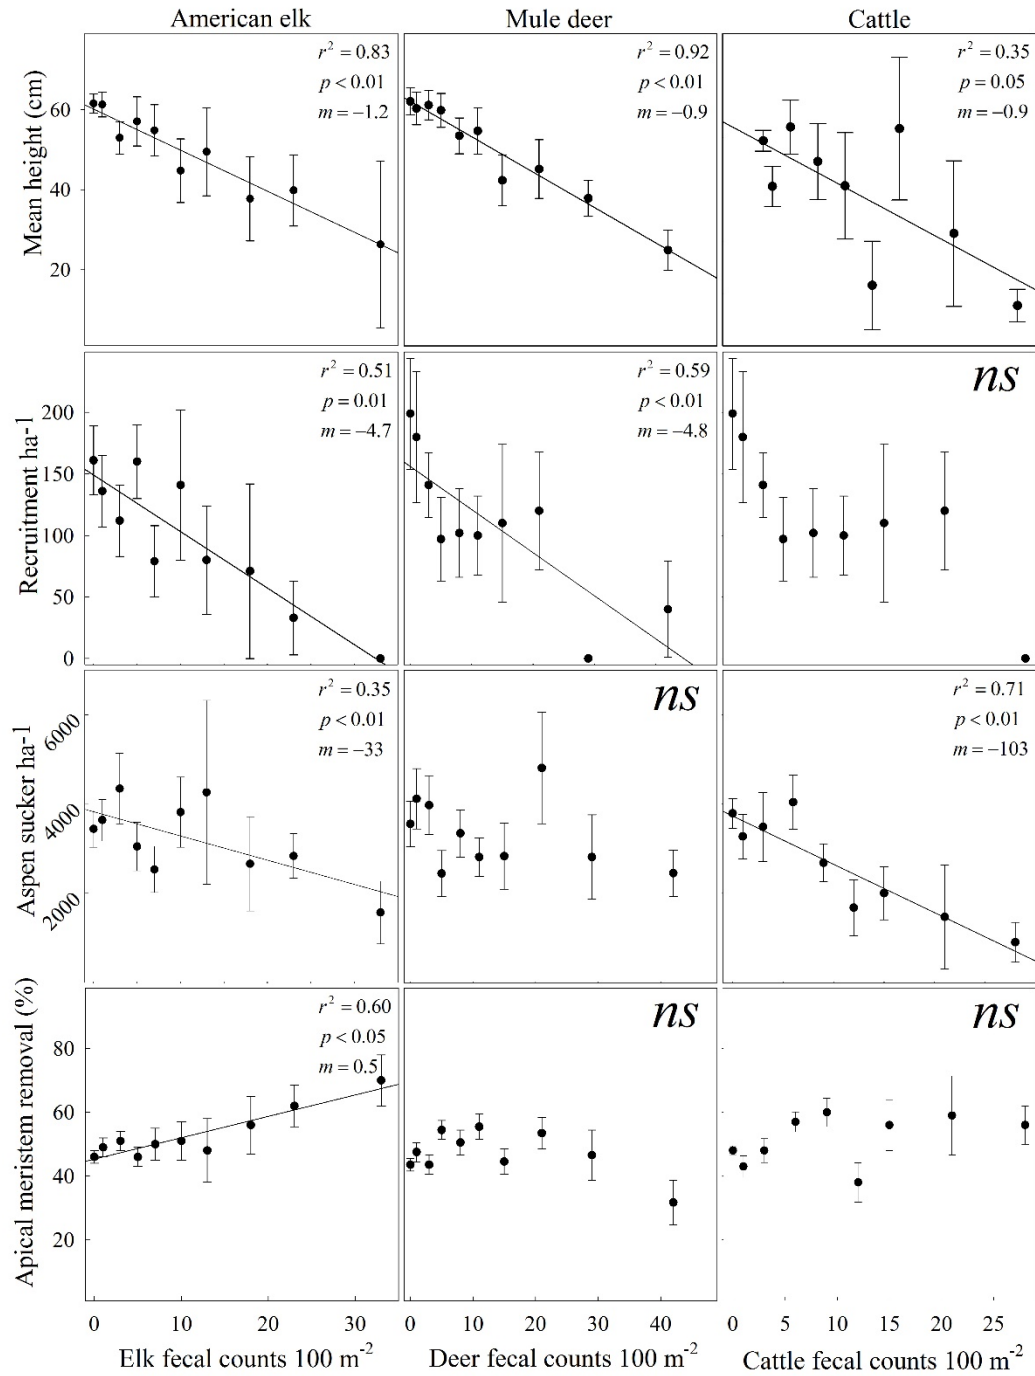 American elk
Mule deer
Cattle
Mean height (cm)
60
40
20
r² = 0.83
p < 0.01
m = −1.2
r² = 0.92
p < 0.01
m = −0.9
r² = 0.35
p = 0.05
m = −0.9
Recruitment ha-1
200
150
100
50
0
r² = 0.51
p = 0.01
m = −4.7
r² = 0.59
p < 0.01
m = −4.8
ns
Aspen sucker ha-1
6000
4000
2000
r² = 0.35
p < 0.01
m = −33
ns
r² = 0.71
p < 0.01
m = −103
Apical meristem removal (%)
80
60
40
20
r² = 0.60
p < 0.05
m = 0.5
ns
ns
0 10 20 30
0 10 20 30 40
0 5 10 15 20 25
Elk fecal counts 100 m⁻²
Deer fecal counts 100 m⁻²
Cattle fecal counts 100 m⁻²